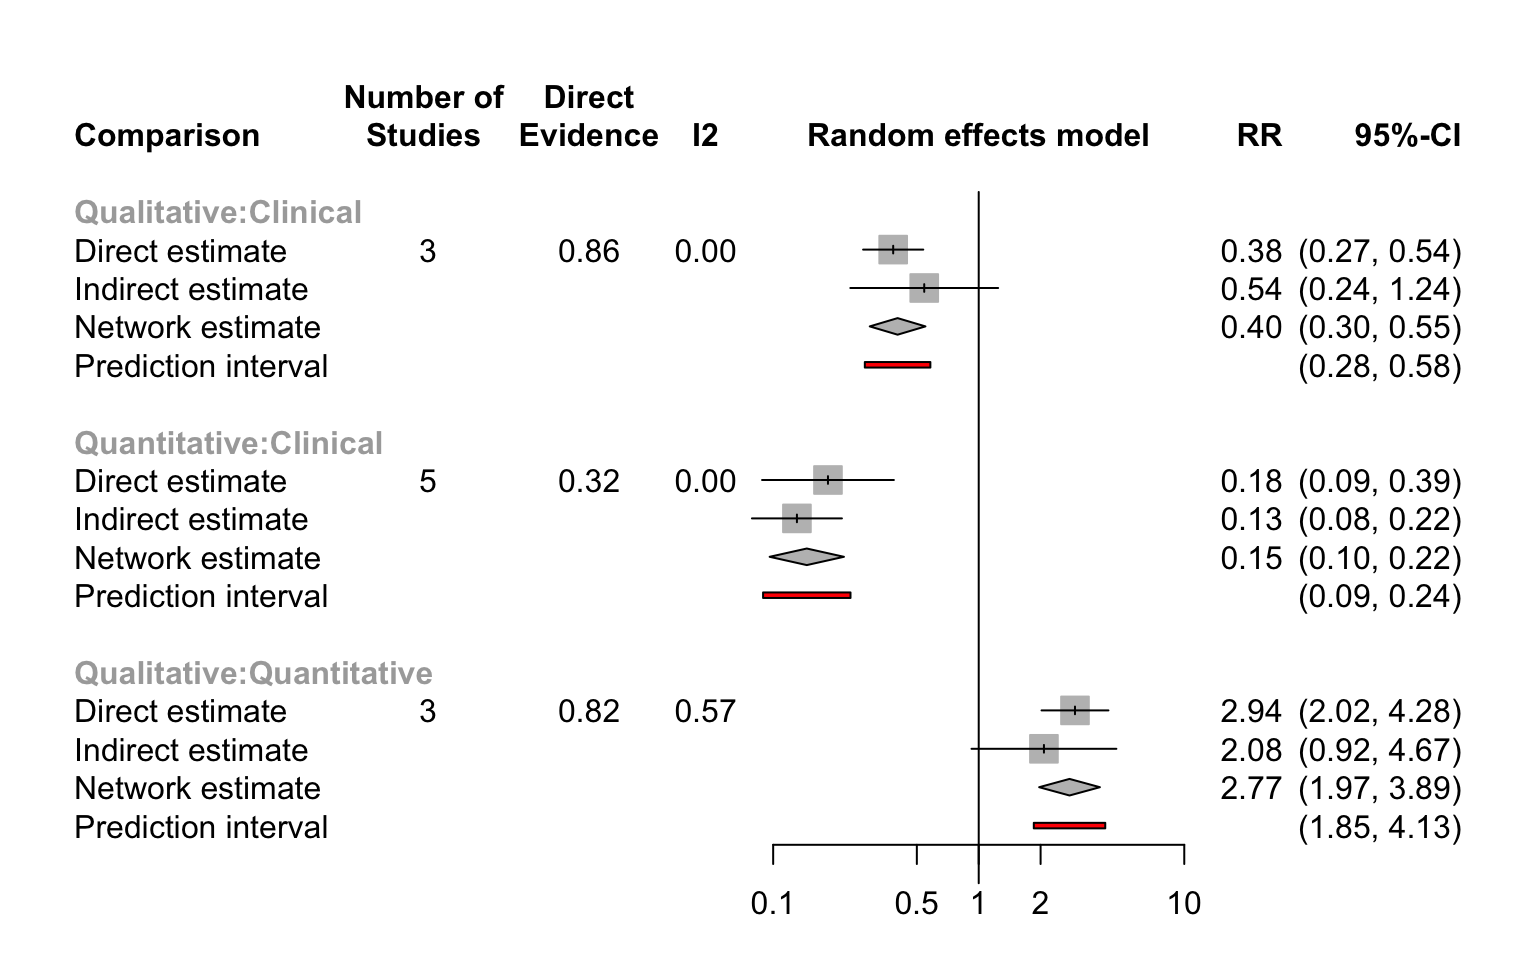 Number of Direct
Comparison Studies Evidence I2 Random effects model RR 95%-CI
Qualitative:Clinical
Direct estimate 3 0.86 0.00 0.38 (0.27, 0.54)
Indirect estimate 0.54 (0.24, 1.24)
Network estimate 0.40 (0.30, 0.55)
Prediction interval (0.28, 0.58)
Quantitative:Clinical
Direct estimate 5 0.32 0.00 0.18 (0.09, 0.39)
Indirect estimate 0.13 (0.08, 0.22)
Network estimate 0.15 (0.10, 0.22)
Prediction interval (0.09, 0.24)
Qualitative:Quantitative
Direct estimate 3 0.82 0.57 2.94 (2.02, 4.28)
Indirect estimate 2.08 (0.92, 4.67)
Network estimate 2.77 (1.97, 3.89)
Prediction interval (1.85, 4.13)
0.1 0.5 1 2 10